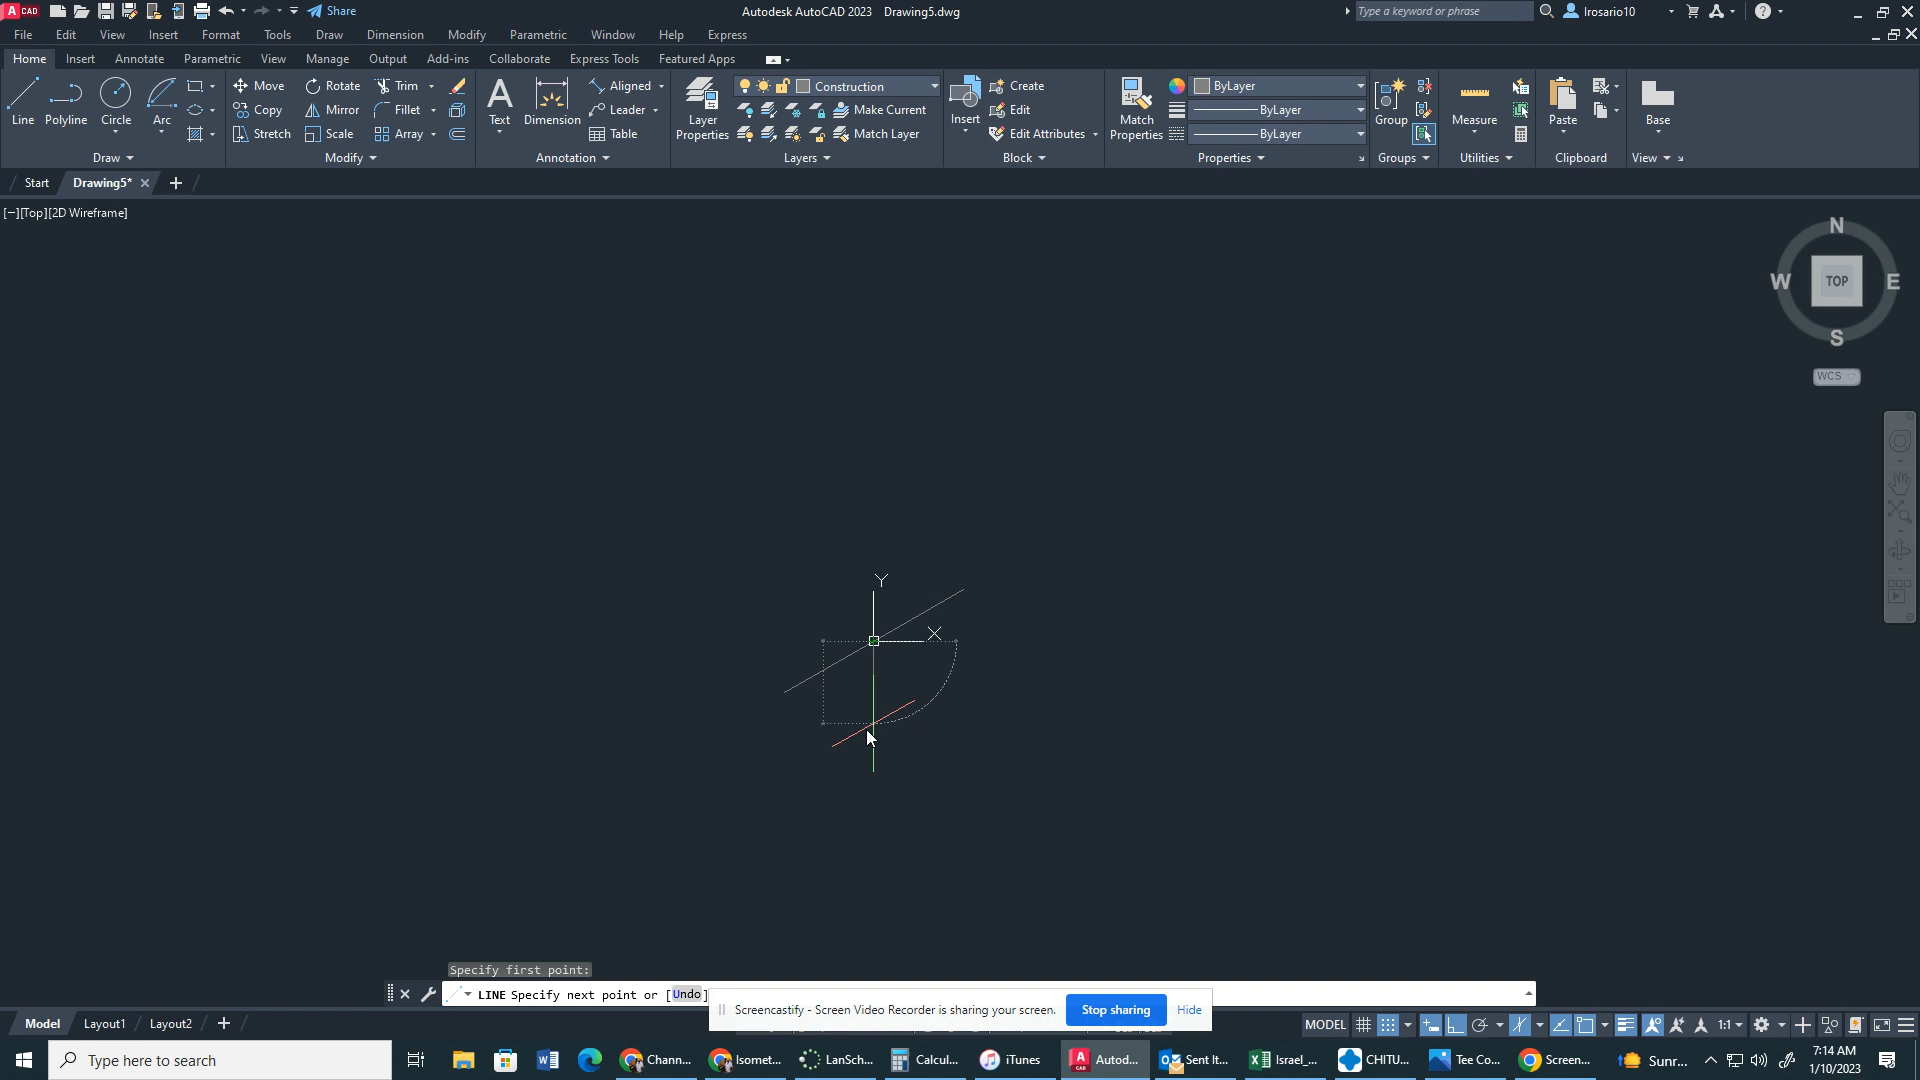 A CAD Share Autodesk AutoCAD 2023 Drawing5.dwg Type a keyword or phrase lrosario10
File Edit View Insert Format Tools Draw Dimension Modify Parametric Window Help Express
Home Insert Annotate Parametric View Manage Output Add-ins Collaborate Express Tools Featured Apps
Move Rotate Trim Aligned Construction Create ByLayer
Line Polyline Circle Arc Copy Mirror Fillet Text Dimension Leader Layer Properties Make Current Insert Edit Match Properties ByLayer Group Measure Paste Base
Stretch Scale Array Table Match Layer Edit Attributes ByLayer
Draw Modify Annotation Layers Block Properties Groups Utilities Clipboard View
Start Drawing5*
[−][Top][2D Wireframe]
N
W TOP E
S
WCS
Y
X
Specify first point:
LINE Specify next point or [Undo]
Screencastify - Screen Video Recorder is sharing your screen. Stop sharing Hide
Model Layout1 Layout2 MODEL 1:1
Type here to search Chann... Isomet... LanSch... Calcul... iTunes Autod... Sent It... Israel_... CHITU... Tee Co... Screen... Sunr... 7:14 AM
1/10/2023